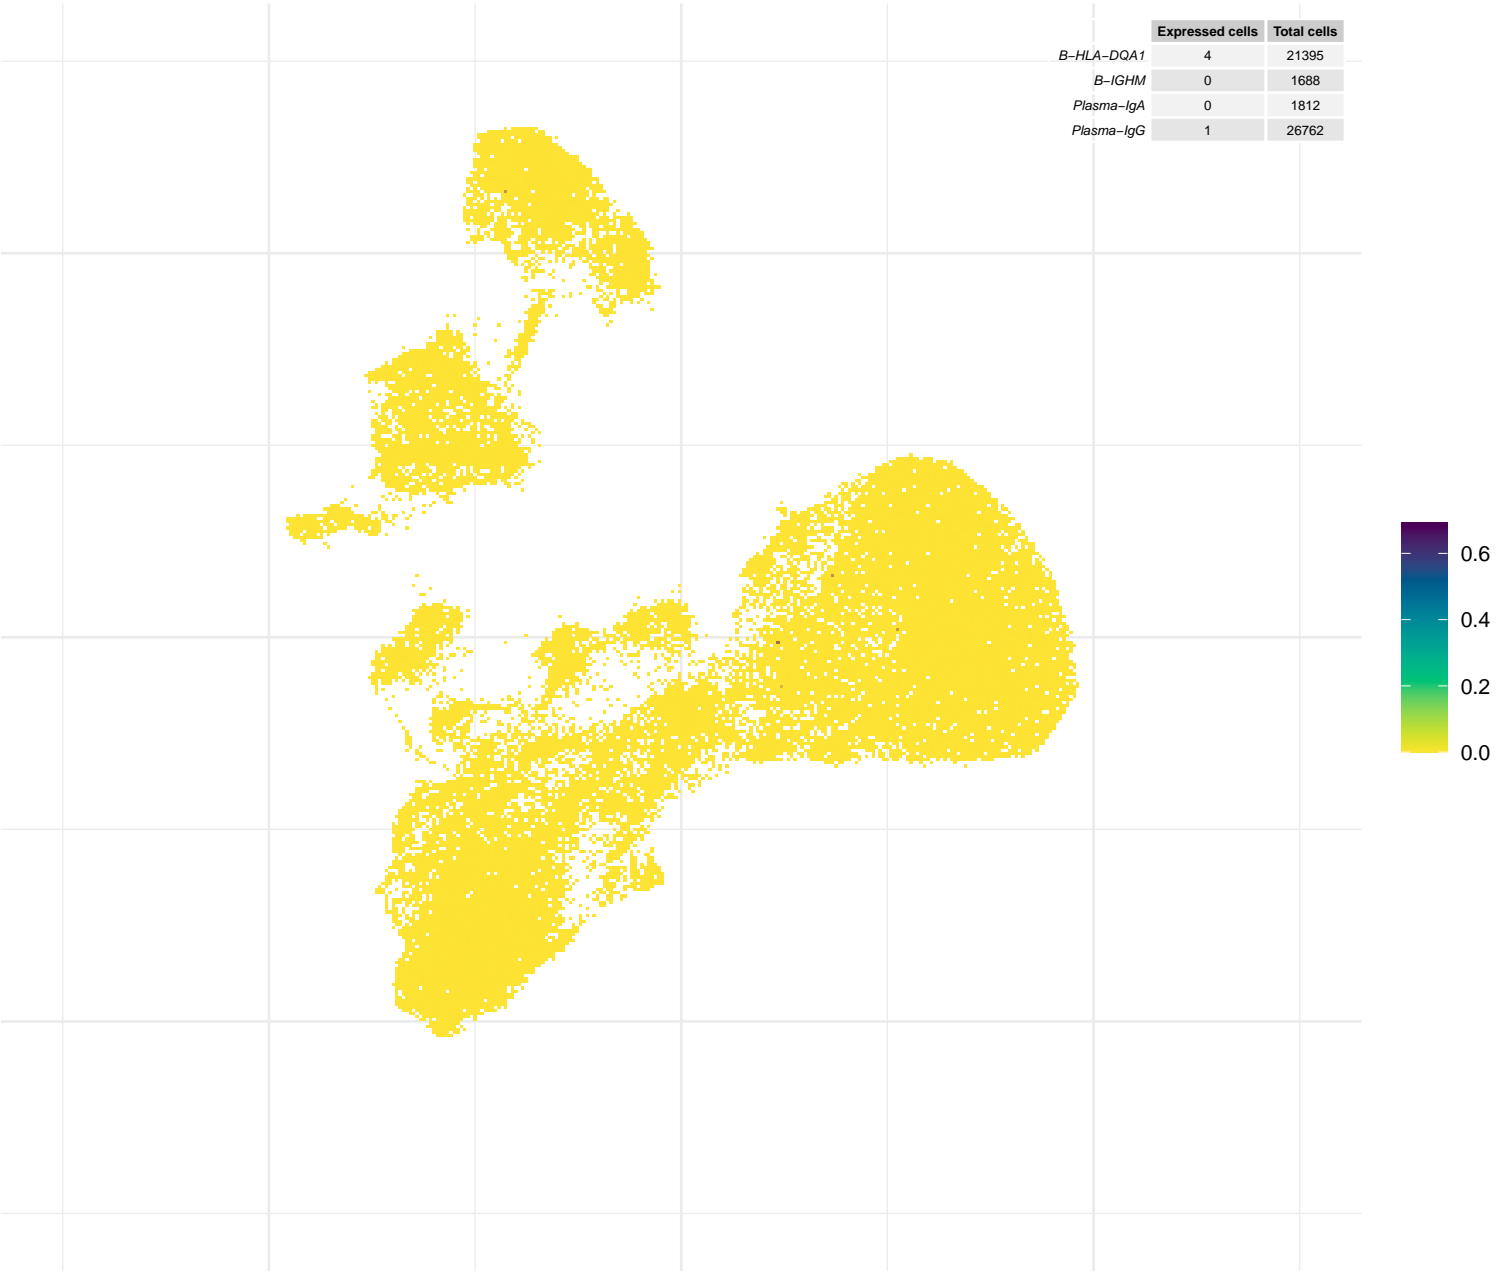 Expressed cells Total cells
B−HLA−DQA1 4 21395
B−IGHM 0 1688
Plasma−IgA 0 1812
Plasma−IgG 1 26762
0.6
0.4
0.2
0.0